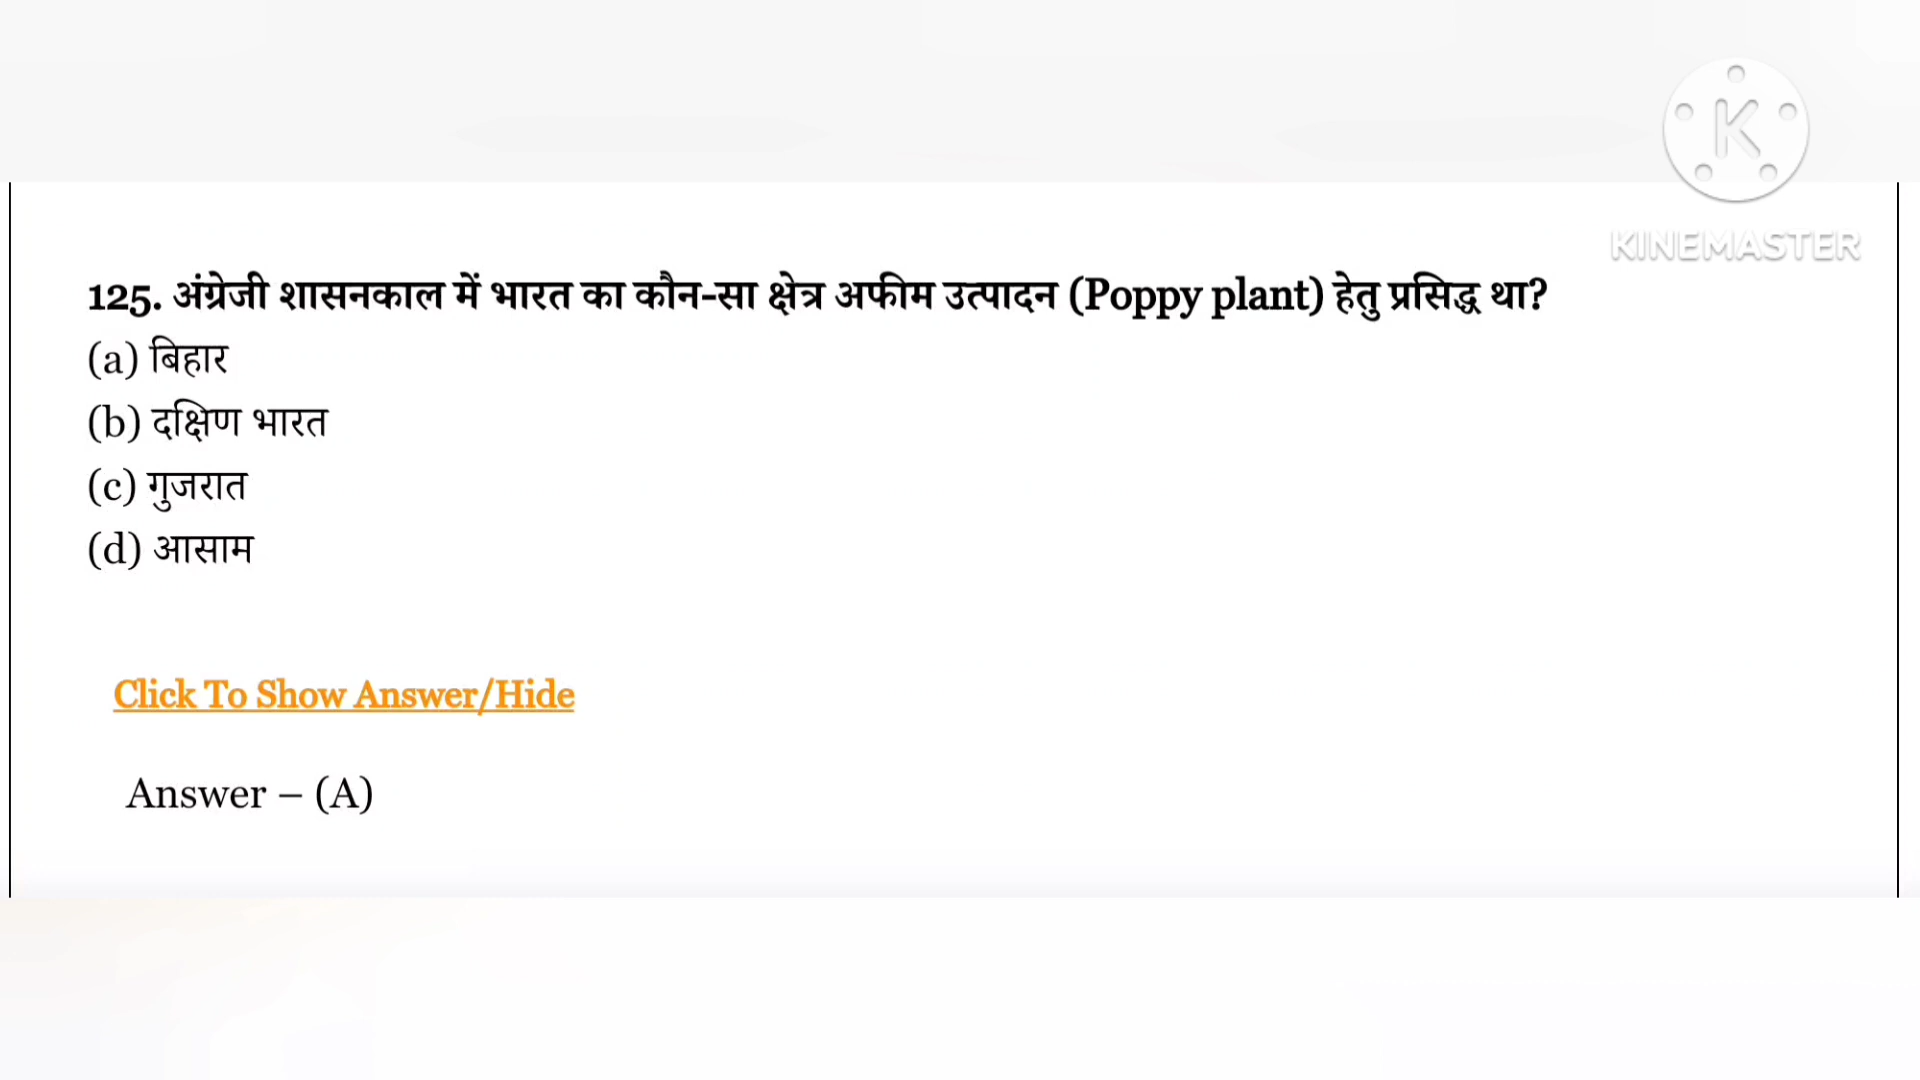 K
KINEMASTER
125. अंग्रेजी शासनकाल में भारत का कौन-सा क्षेत्र अफीम उत्पादन (Poppy plant) हेतु प्रसिद्ध था?
(a) बिहार
(b) दक्षिण भारत
(c) गुजरात
(d) आसाम
Click To Show Answer/Hide
Answer – (A)